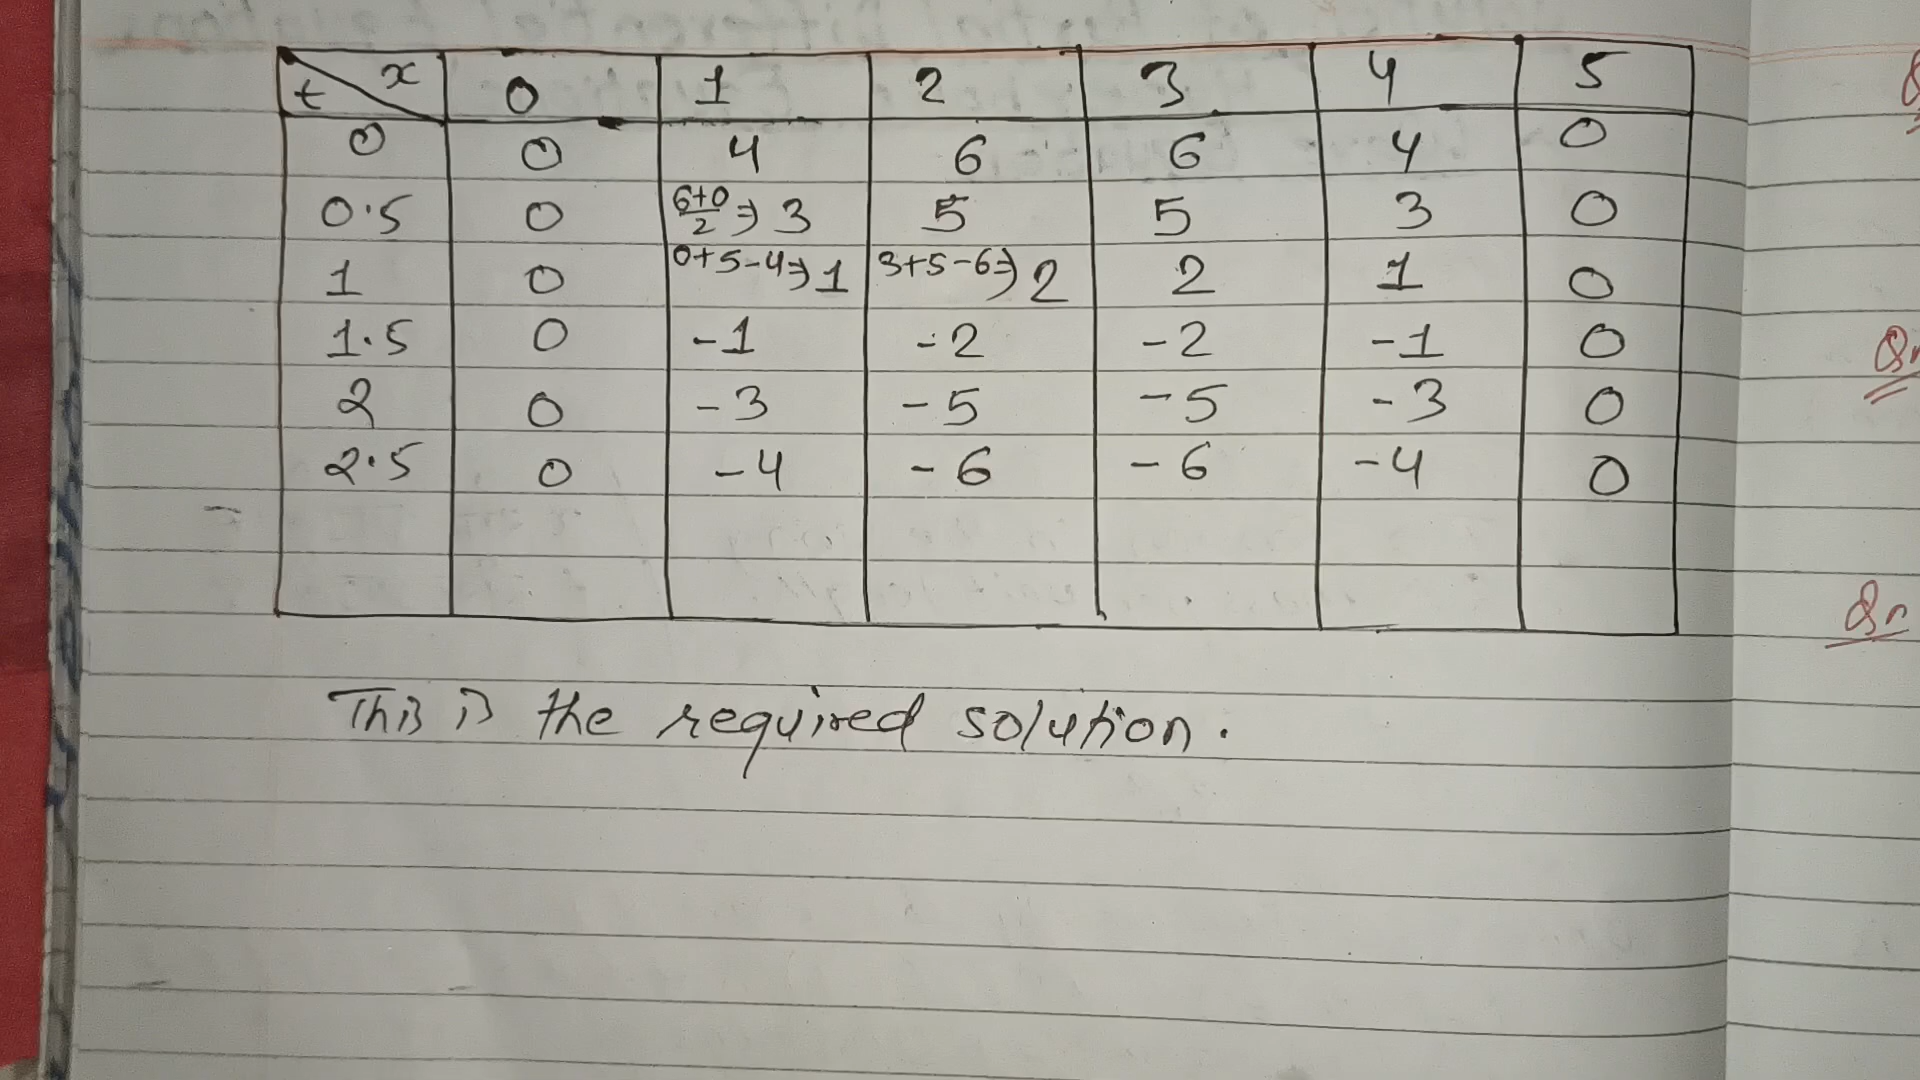 t x 0 1 2 3 4 5
0 0 4 6 6 4 0
0.5 0 6+0/2 ⇒ 3 5 5 3 0
1 0 0+5-4 ⇒ 1 3+5-6 ⇒ 2 2 1 0
1.5 0 -1 -2 -2 -1 0
2 0 -3 -5 -5 -3 0
2.5 0 -4 -6 -6 -4 0
This is the required solution.